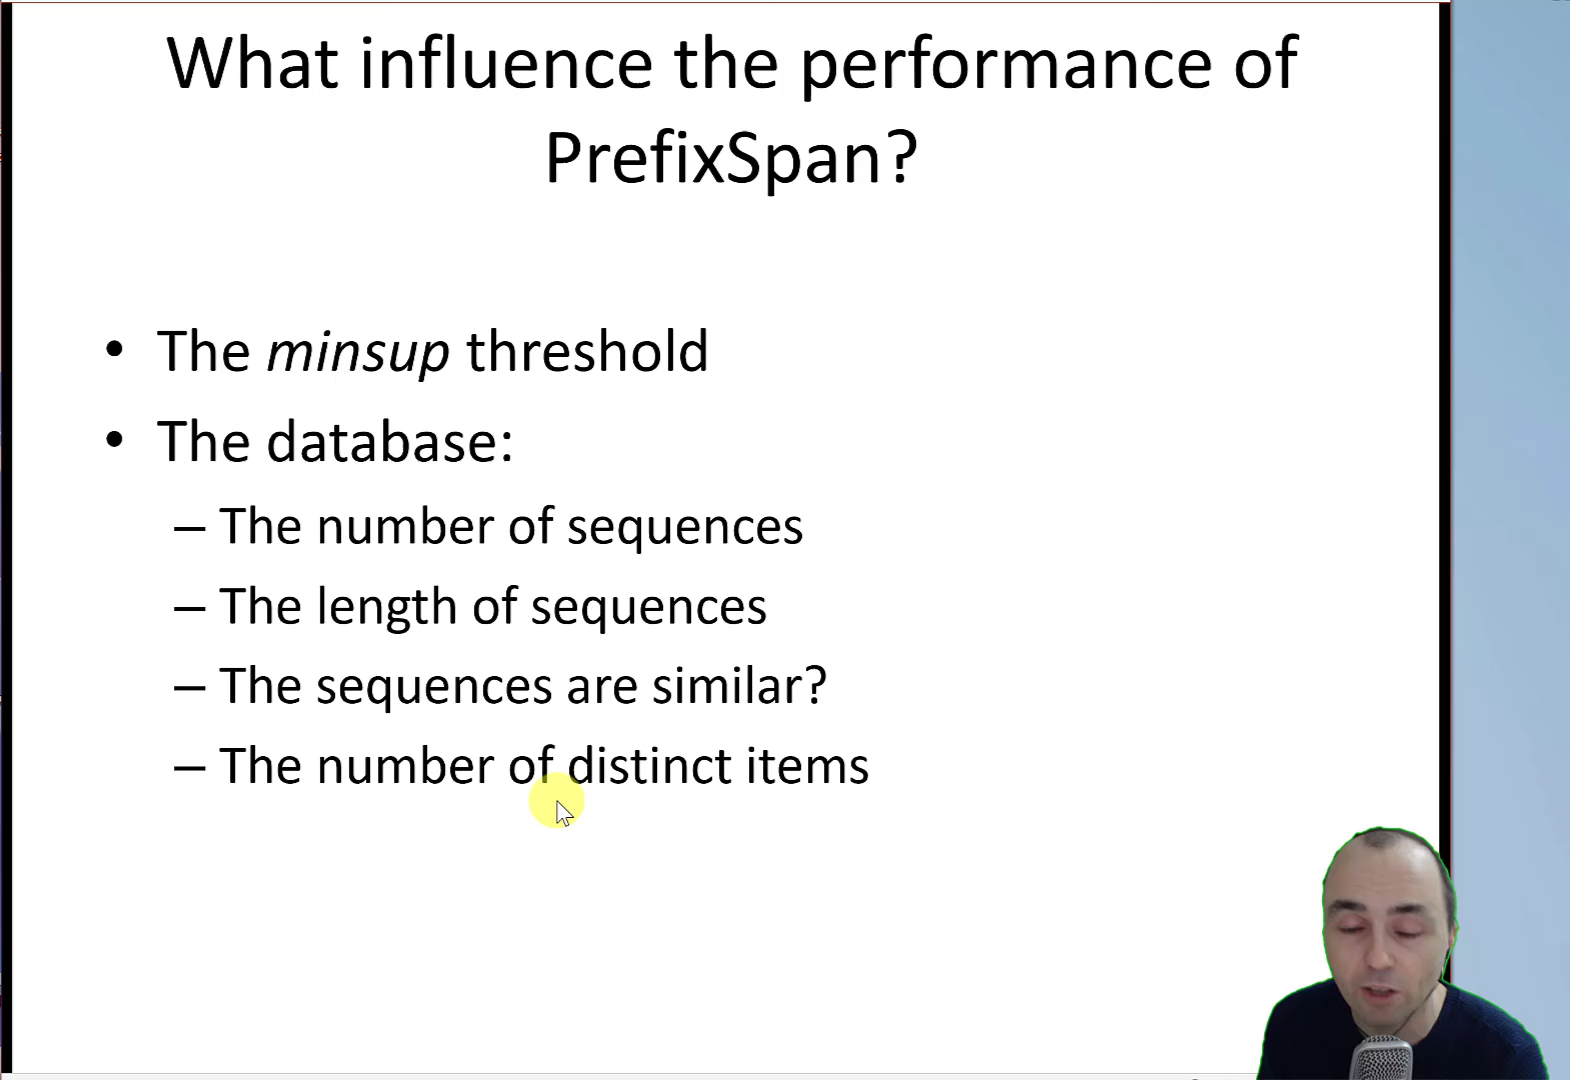 What influence the performance of
PrefixSpan?
• The minsup threshold
• The database:
– The number of sequences
– The length of sequences
– The sequences are similar?
– The number of distinct items